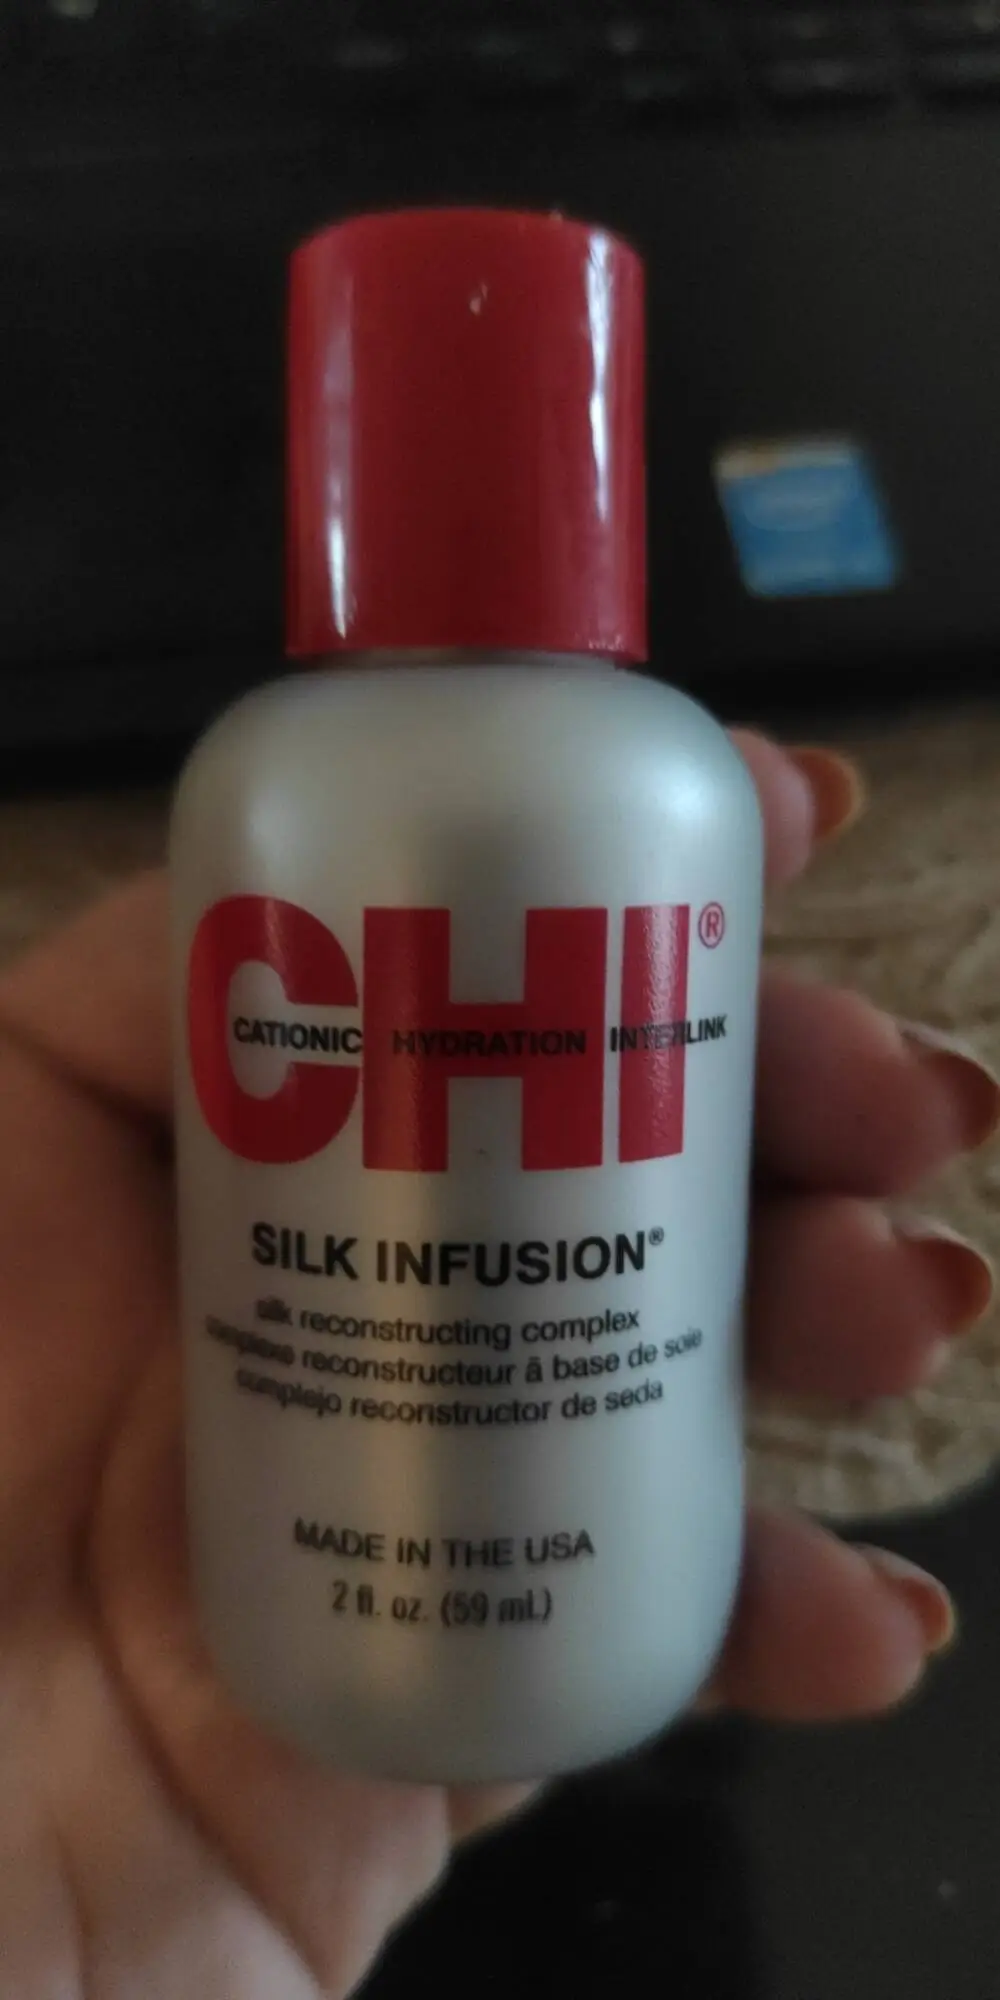 CHI®
CATIONIC HYDRATION INTERLINK
SILK INFUSION®
silk reconstructing complex
complexe reconstructeur à base de soie
complejo reconstructor de seda
MADE IN THE USA
2 fl. oz. (59 mL)